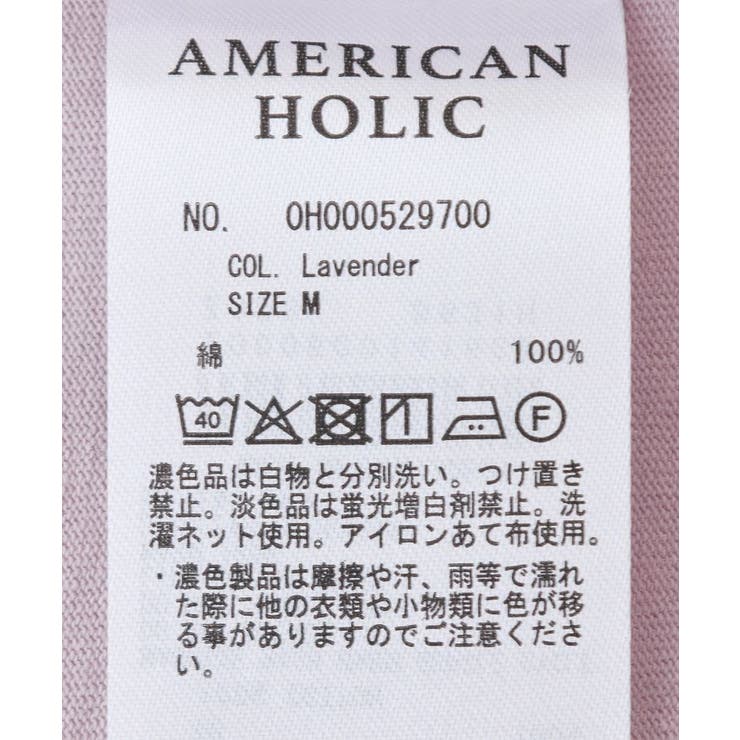 AMERICAN
HOLIC
NO. 0H000529700
COL. Lavender
SIZE M
綿 100%
40 F
濃色品は白物と分別洗い。つけ置き
禁止。淡色品は蛍光増白剤禁止。洗
濯ネット使用。アイロンあて布使用。
・濃色製品は摩擦や汗、雨等で濡れ
た際に他の衣類や小物類に色が移
る事がありますのでご注意くださ
い。